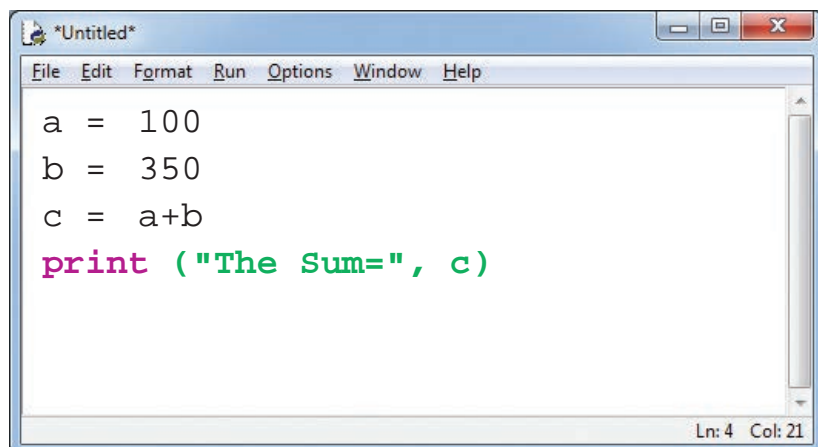 *Untitled*
File Edit Format Run Options Window Help
a = 100
b = 350
c = a+b
print ("The Sum=", c)
Ln: 4 Col: 21